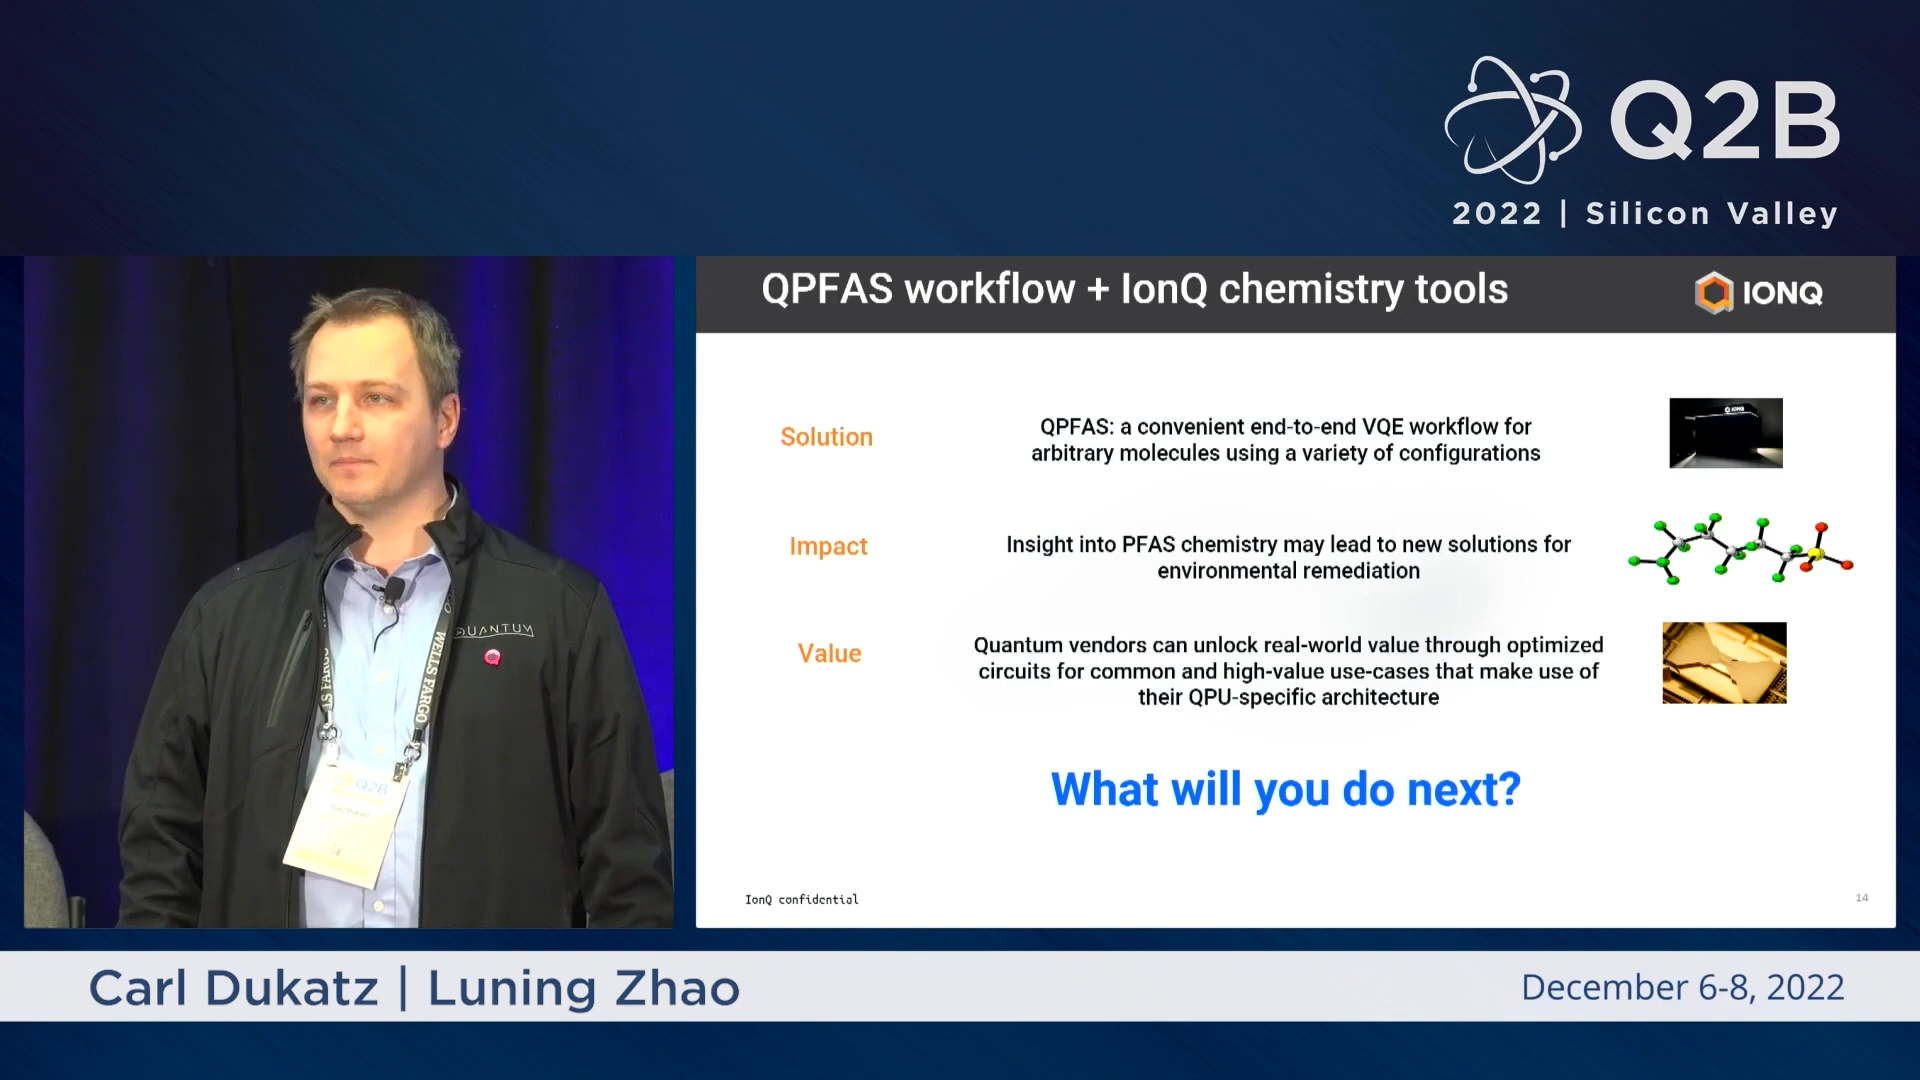 Q2B
2022 | Silicon Valley
QPFAS workflow + IonQ chemistry tools
IONQ
Solution
QPFAS: a convenient end-to-end VQE workflow for
arbitrary molecules using a variety of configurations
IONQ
Impact
Insight into PFAS chemistry may lead to new solutions for
environmental remediation
Value
Quantum vendors can unlock real-world value through optimized
circuits for common and high-value use-cases that make use of
their QPU-specific architecture
What will you do next?
IonQ confidential
14
QUANTUM
WELLS FARGO
FARGO
Q2B
Carl Dukatz | Luning Zhao
December 6-8, 2022